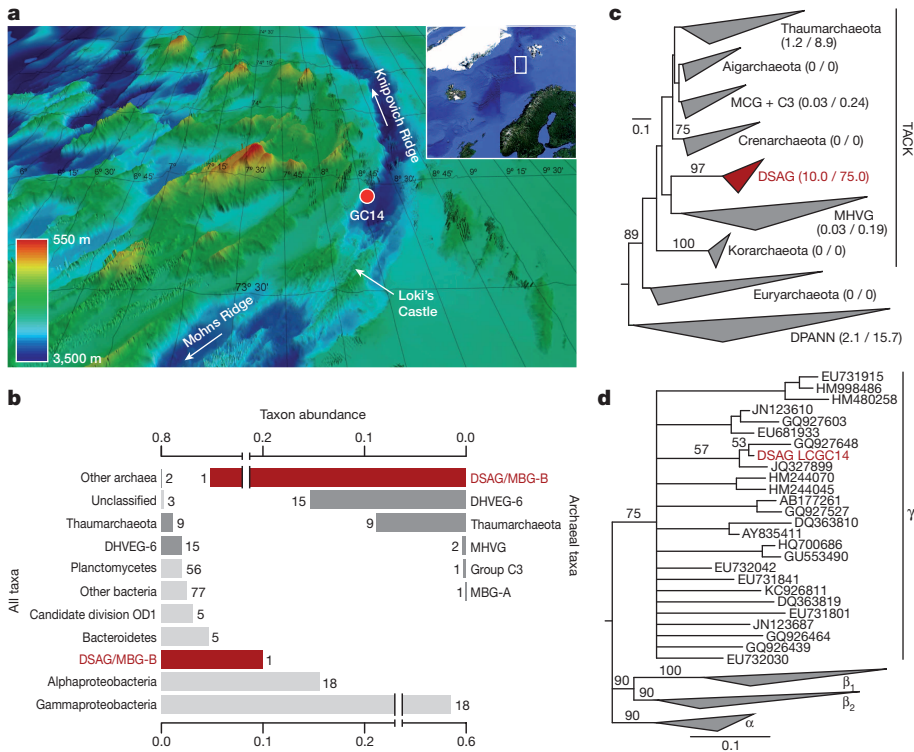 a
Knipovich Ridge
GC14
550 m
3,500 m
73º 30'
Loki's
Castle
Mohns Ridge
b
Taxon abundance
0.8 0.2 0.1 0.0
All taxa
Archaeal taxa
Other archaea 2 1 DSAG/MBG-B
Unclassified 3 15 DHVEG-6
Thaumarchaeota 9 9 Thaumarchaeota
DHVEG-6 15 2 MHVG
Planctomycetes 56 1 Group C3
Other bacteria 77 1 MBG-A
Candidate division OD1 5
Bacteroidetes 5
DSAG/MBG-B 1
Alphaproteobacteria 18
Gammaproteobacteria 18
0.0 0.1 0.2 0.6
c
Thaumarchaeota
(1.2 / 8.9)
Aigarchaeota (0 / 0)
MCG + C3 (0.03 / 0.24)
0.1
75
Crenarchaeota (0 / 0)
TACK
97
DSAG (10.0 / 75.0)
MHVG
(0.03 / 0.19)
89
100
Korarchaeota (0 / 0)
Euryarchaeota (0 / 0)
DPANN (2.1 / 15.7)
d
EU731915
HM998486
HM480258
JN123610
GQ927603
EU681933
57
53
GQ927648
DSAG LCGC14
JQ327899
HM244070
HM244045
AB177261
GQ927527
γ
75
DQ363810
AY835411
HQ700686
GU553490
EU732042
EU731841
KC926811
DQ363819
EU731801
JN123687
GQ926464
GQ926439
EU732030
100
β1
90
90
β2
90
α
0.1